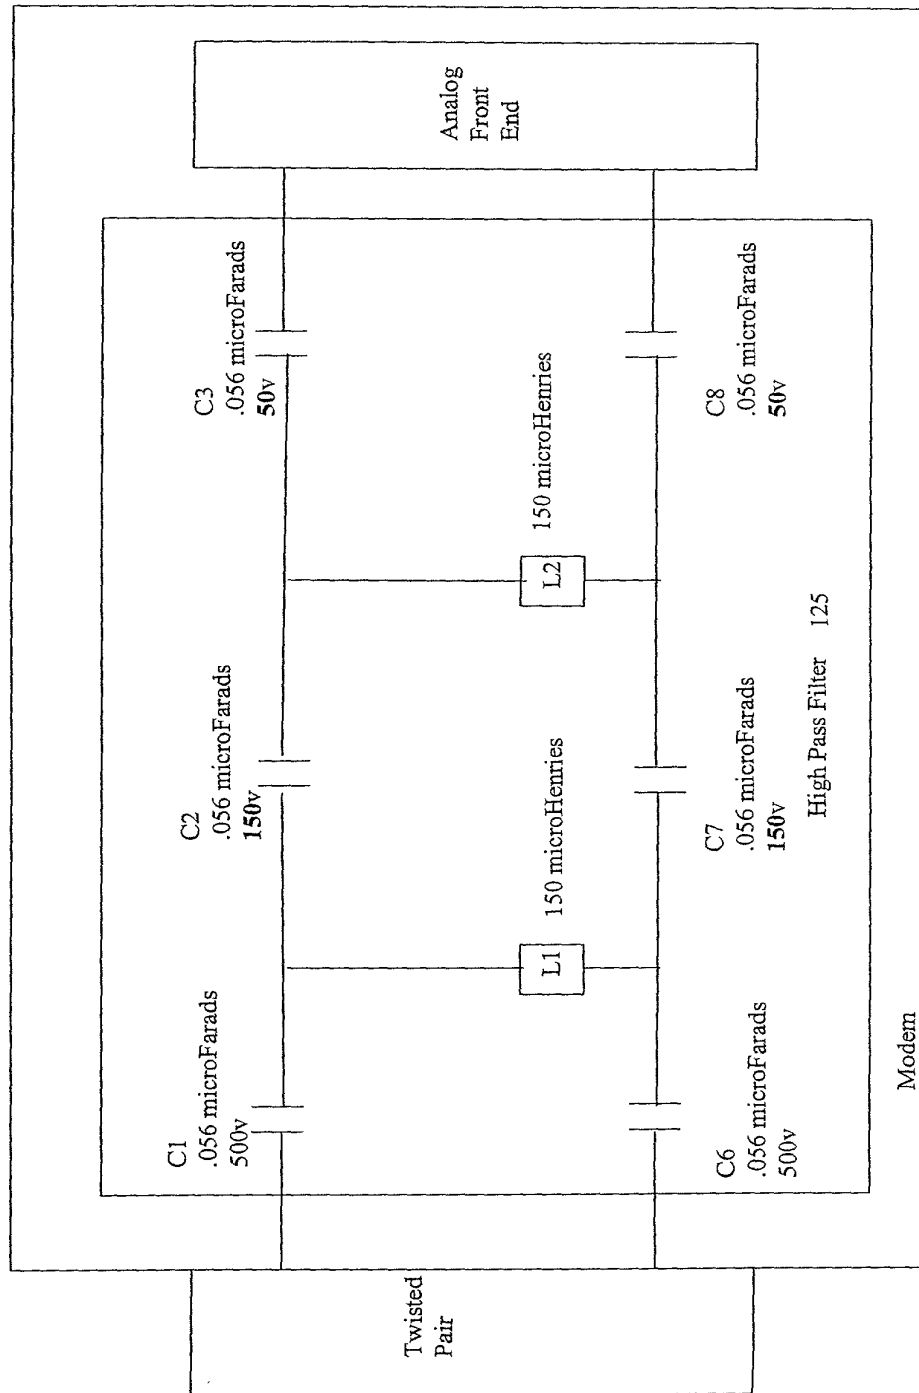 C1
.056 microFarads
500v
C2
.056 microFarads
150v
C3
.056 microFarads
50v
Twisted
Pair
L1
150 microHenries
L2
150 microHenries
Analog
Front
End
C6
.056 microFarads
500v
C7
.056 microFarads
150v
C8
.056 microFarads
50v
High Pass Filter 125
Modem